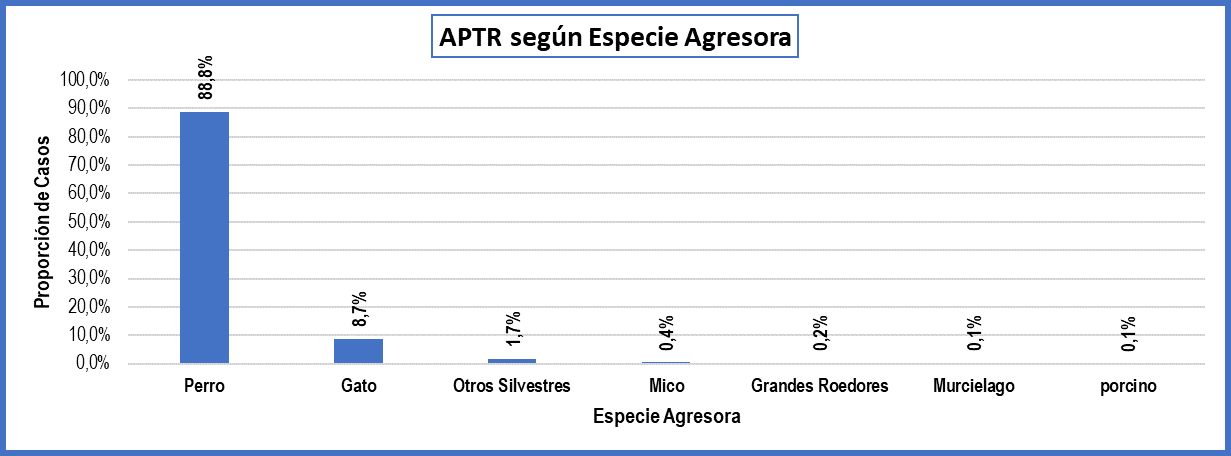 APTR según Especie Agresora
Proporción de Casos
100,0%
90,0%
80,0%
70,0%
60,0%
50,0%
40,0%
30,0%
20,0%
10,0%
0,0%
88,8%
8,7%
1,7%
0,4%
0,2%
0,1%
0,1%
Perro
Gato
Otros Silvestres
Mico
Grandes Roedores
Murcielago
porcino
Especie Agresora